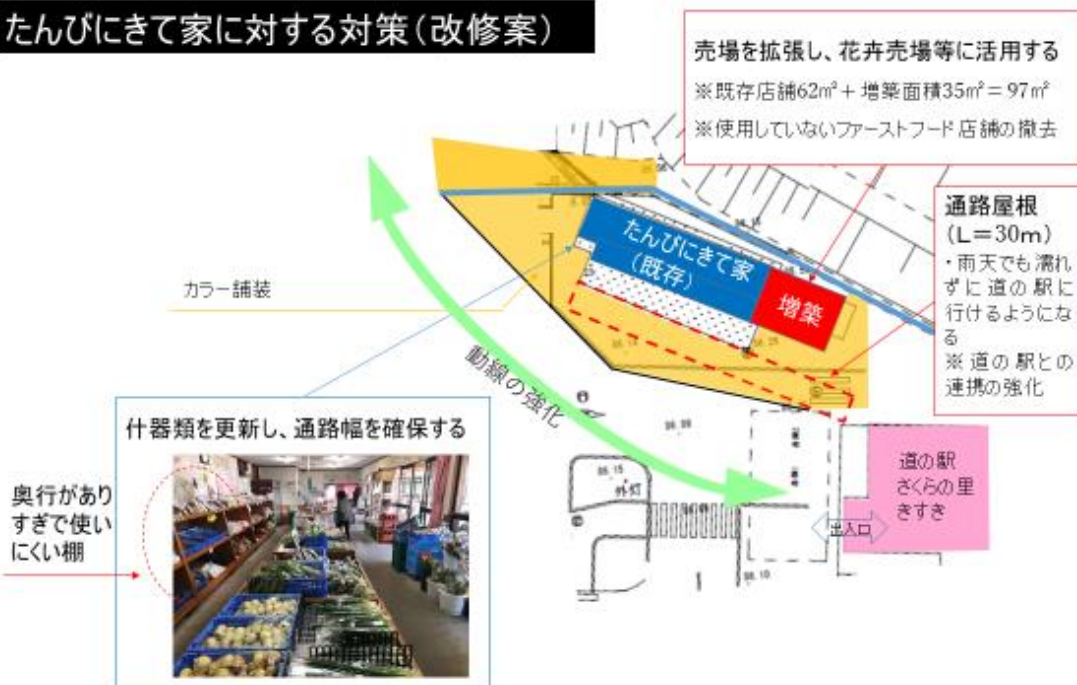 たんびにきて家に対する対策(改修案)
売場を拡張し、花卉売場等に活用する
※既存店舗62㎡+増築面積35㎡=97㎡
※使用していないファーストフード店舗の撤去
通路屋根
(L=30m)
・雨天でも濡れ
ずに道の駅に
行けるようにな
る
※道の駅との
連携の強化
たんびにきて家
(既存)
増築
カラー舗装
動線の強化
什器類を更新し、通路幅を確保する
奥行があり
すぎで使い
にくい棚
外灯
道の駅
さくらの里
きすき
出入口